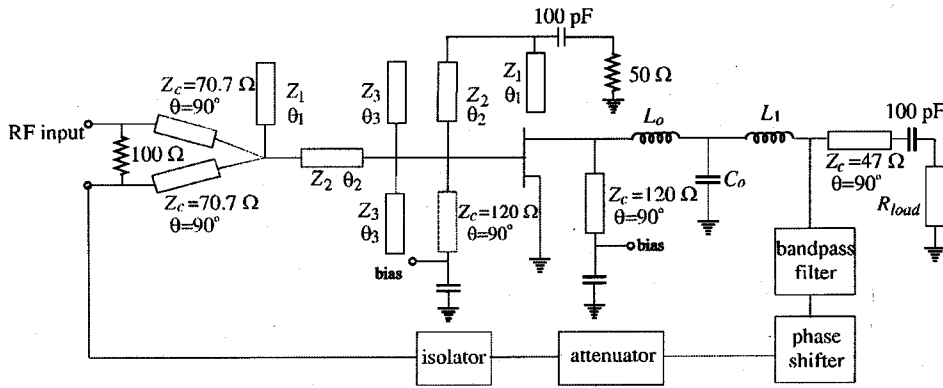 100 pF
Z_c=70.7 Ω
θ=90°
Z_1
θ_1
Z_3
θ_3
Z_2
θ_2
Z_1
θ_1
50 Ω
RF input
100 Ω
L_o
L_1
100 pF
Z_2 θ_2
C_o
Z_c=47 Ω
θ=90°
Z_c=70.7 Ω
θ=90°
Z_3
θ_3
Z_c=120 Ω
θ=90°
Z_c=120 Ω
θ=90°
R_load
bias
bias
bandpass
filter
isolator
attenuator
phase
shifter